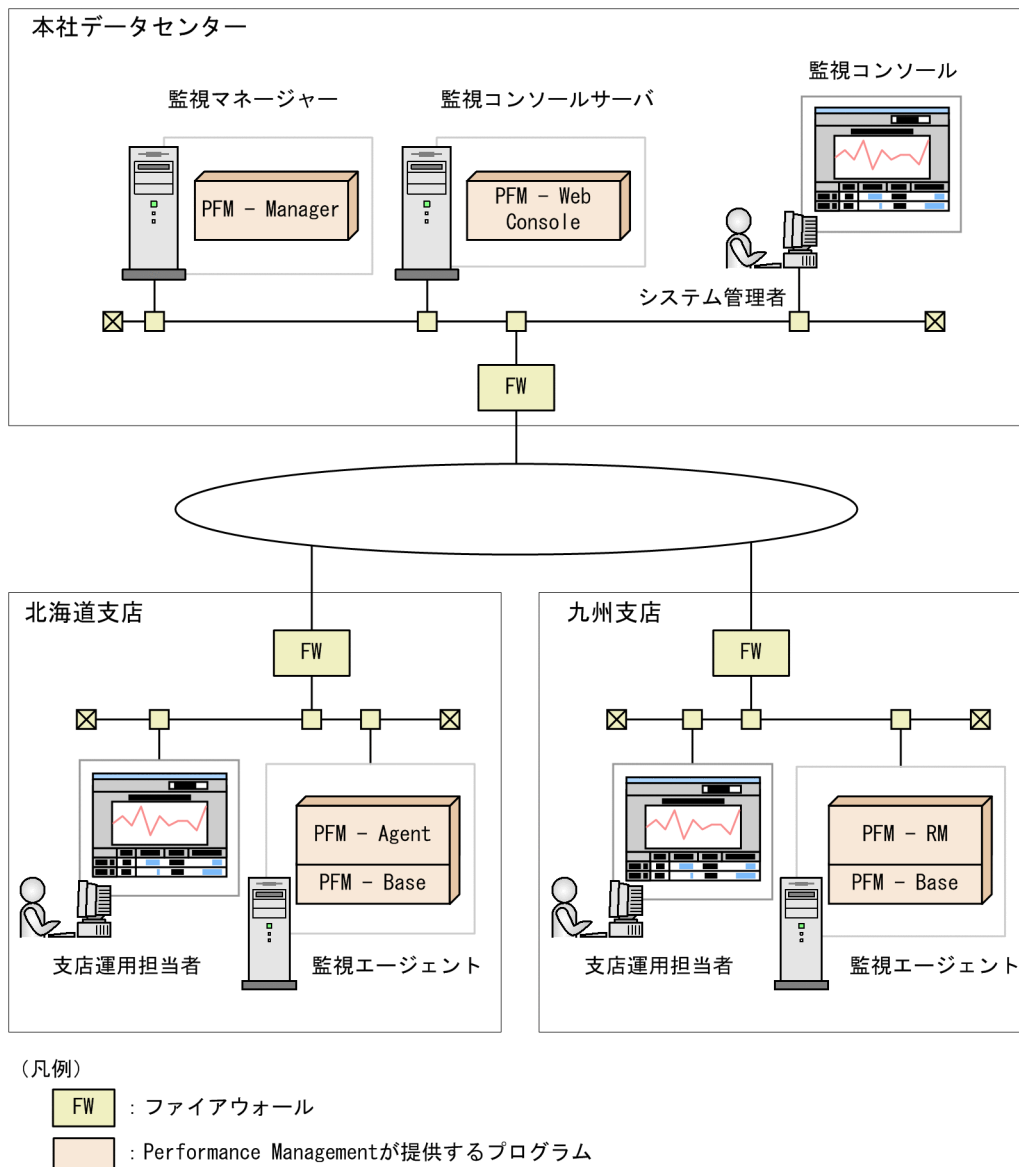 本社データセンター
監視マネージャー
監視コンソールサーバ
監視コンソール
PFM － Manager
PFM － Web
Console
システム管理者
FW
北海道支店
九州支店
FW
FW
PFM － Agent
PFM － Base
PFM － RM
PFM － Base
支店運用担当者
監視エージェント
支店運用担当者
監視エージェント
（凡例）
FW
：ファイアウォール
：Performance Managementが提供するプログラム